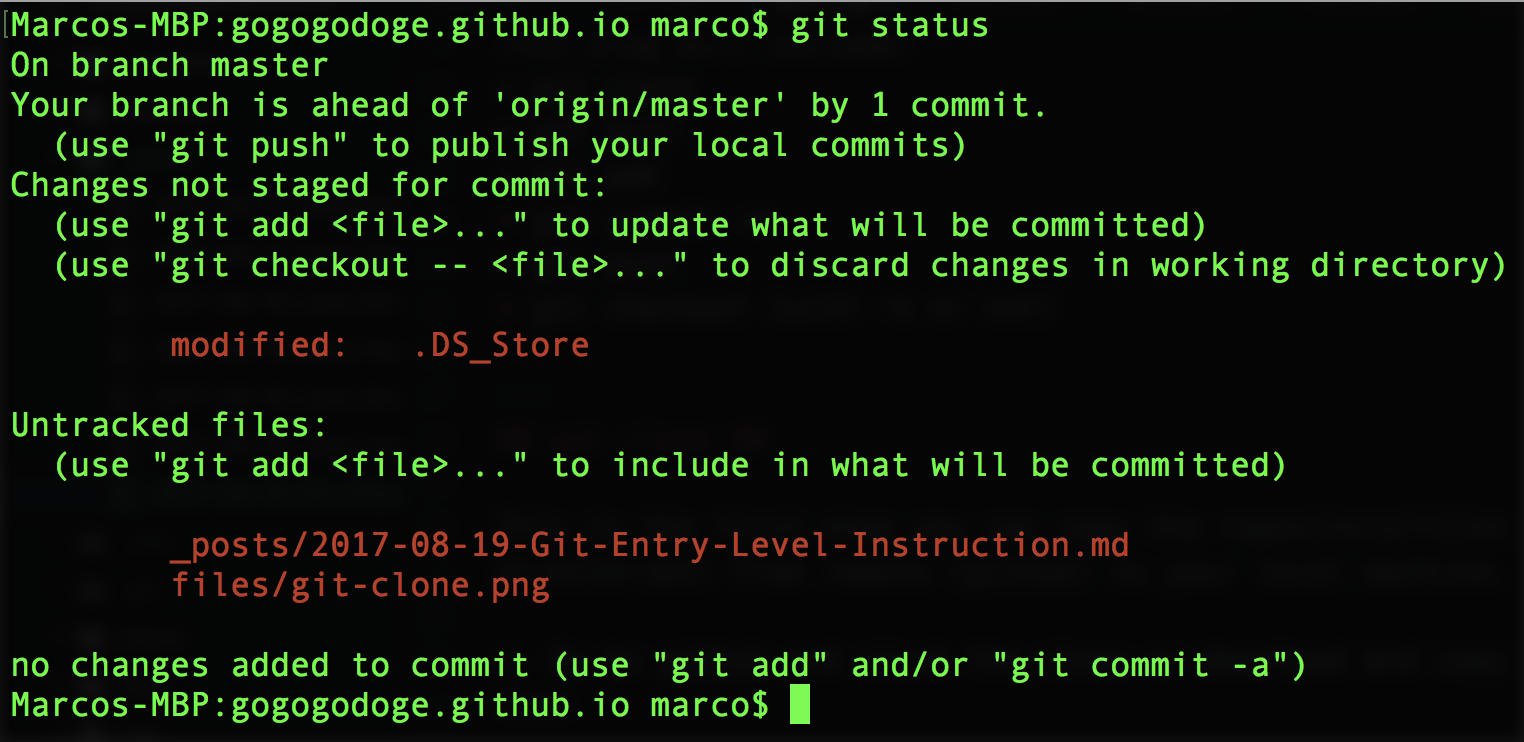 Marcos-MBP:gogogodoge.github.io marco$ git status
On branch master
Your branch is ahead of 'origin/master' by 1 commit.
  (use "git push" to publish your local commits)
Changes not staged for commit:
  (use "git add <file>..." to update what will be committed)
  (use "git checkout -- <file>..." to discard changes in working directory)
        modified:   .DS_Store
Untracked files:
  (use "git add <file>..." to include in what will be committed)
        _posts/2017-08-19-Git-Entry-Level-Instruction.md
        files/git-clone.png
no changes added to commit (use "git add" and/or "git commit -a")
Marcos-MBP:gogogodoge.github.io marco$